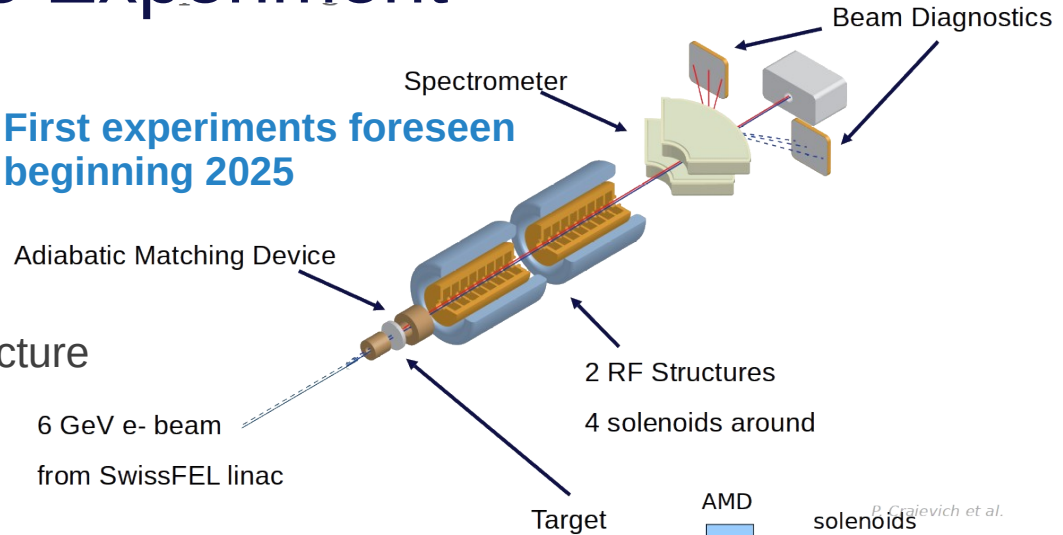 Experiment
Beam Diagnostics
Spectrometer
First experiments foreseen
beginning 2025
Adiabatic Matching Device
cture
2 RF Structures
4 solenoids around
6 GeV e- beam
from SwissFEL linac
Target
AMD
solenoids
P. Craievich et al.